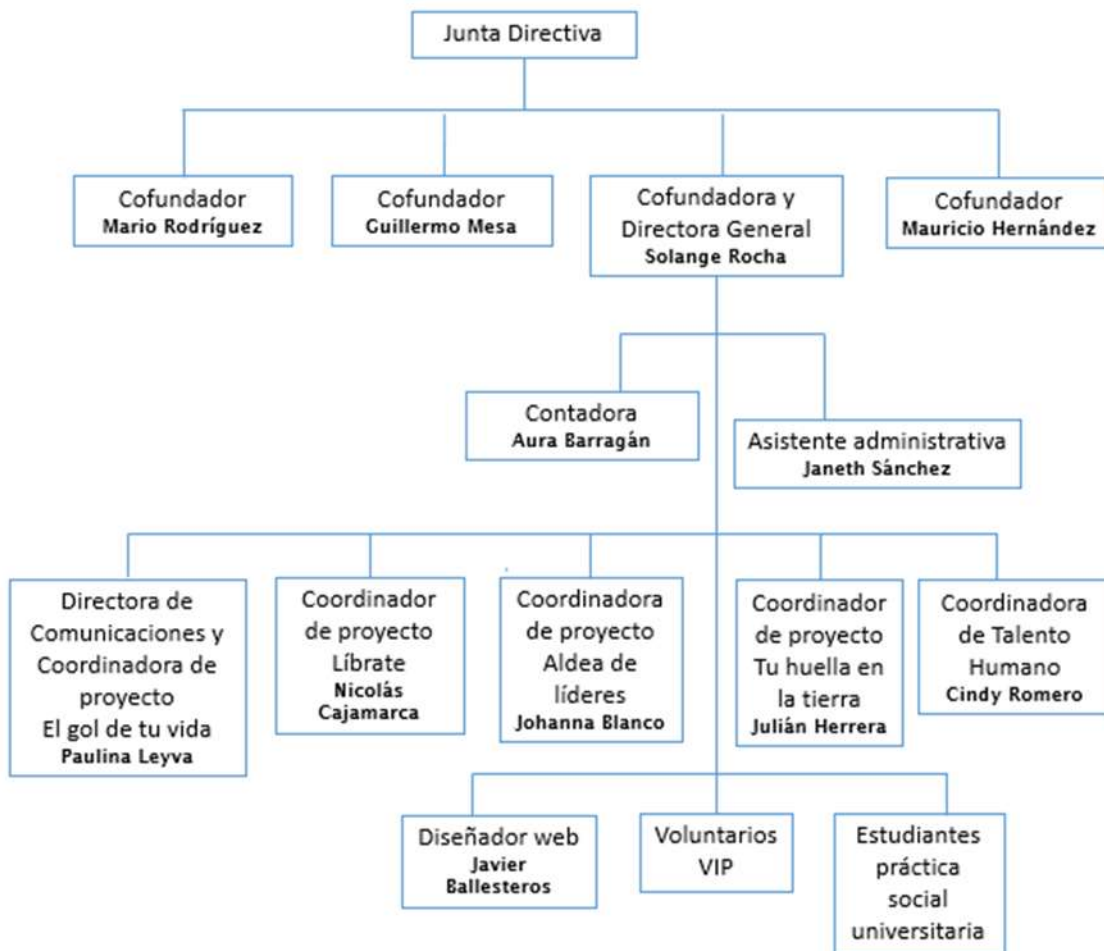 Junta Directiva
Cofundador
Mario Rodríguez
Cofundador
Guillermo Mesa
Cofundadora y
Directora General
Solange Rocha
Cofundador
Mauricio Hernández
Contadora
Aura Barragán
Asistente administrativa
Janeth Sánchez
Directora de
Comunicaciones y
Coordinadora de
proyecto
El gol de tu vida
Paulina Leyva
Coordinador
de proyecto
Líbrate
Nicolás
Cajamarca
Coordinadora
de proyecto
Aldea de
líderes
Johanna Blanco
Coordinador
de proyecto
Tu huella en
la tierra
Julián Herrera
Coordinadora
de Talento
Humano
Cindy Romero
Diseñador web
Javier
Ballesteros
Voluntarios
VIP
Estudiantes
práctica
social
universitaria